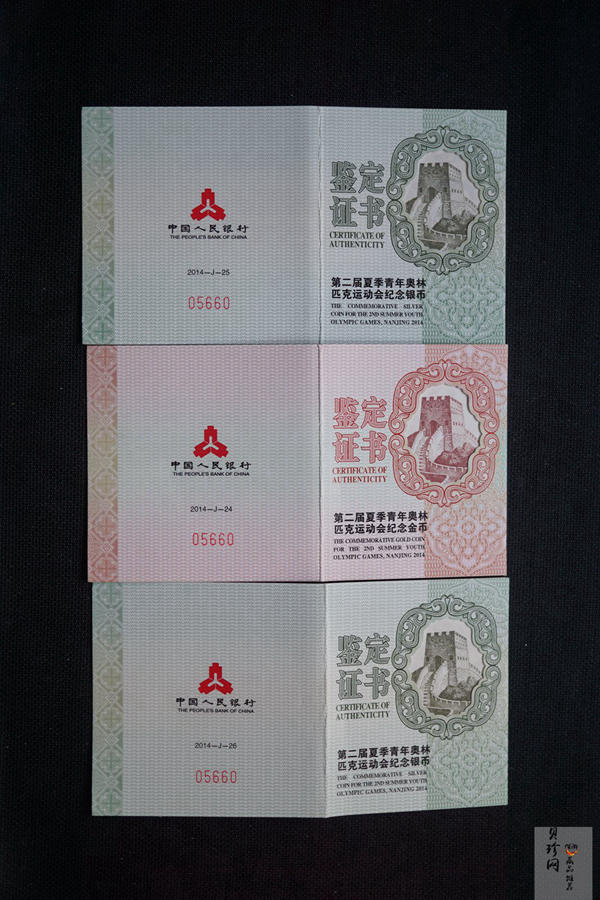 中国人民银行
THE PEOPLE'S BANK OF CHINA
2014—J—25
05660
鉴定
证书
CERTIFICATE OF
AUTHENTICITY
第二届夏季青年奥林
匹克运动会纪念银币
THE COMMEMORATIVE SILVER
COIN FOR THE 2ND SUMMER YOUTH
OLYMPIC GAMES, NANJING 2014
中国人民银行
THE PEOPLE'S BANK OF CHINA
2014—J—24
05660
鉴定
证书
CERTIFICATE OF
AUTHENTICITY
第二届夏季青年奥林
匹克运动会纪念金币
THE COMMEMORATIVE GOLD COIN
FOR THE 2ND SUMMER YOUTH
OLYMPIC GAMES, NANJING 2014
中国人民银行
THE PEOPLE'S BANK OF CHINA
2014—J—26
05660
鉴定
证书
CERTIFICATE OF
AUTHENTICITY
第二届夏季青年奥林
匹克运动会纪念银币
THE COMMEMORATIVE SILVER
COIN FOR THE 2ND SUMMER YOUTH
OLYMPIC GAMES, NANJING 2014
贝珍网